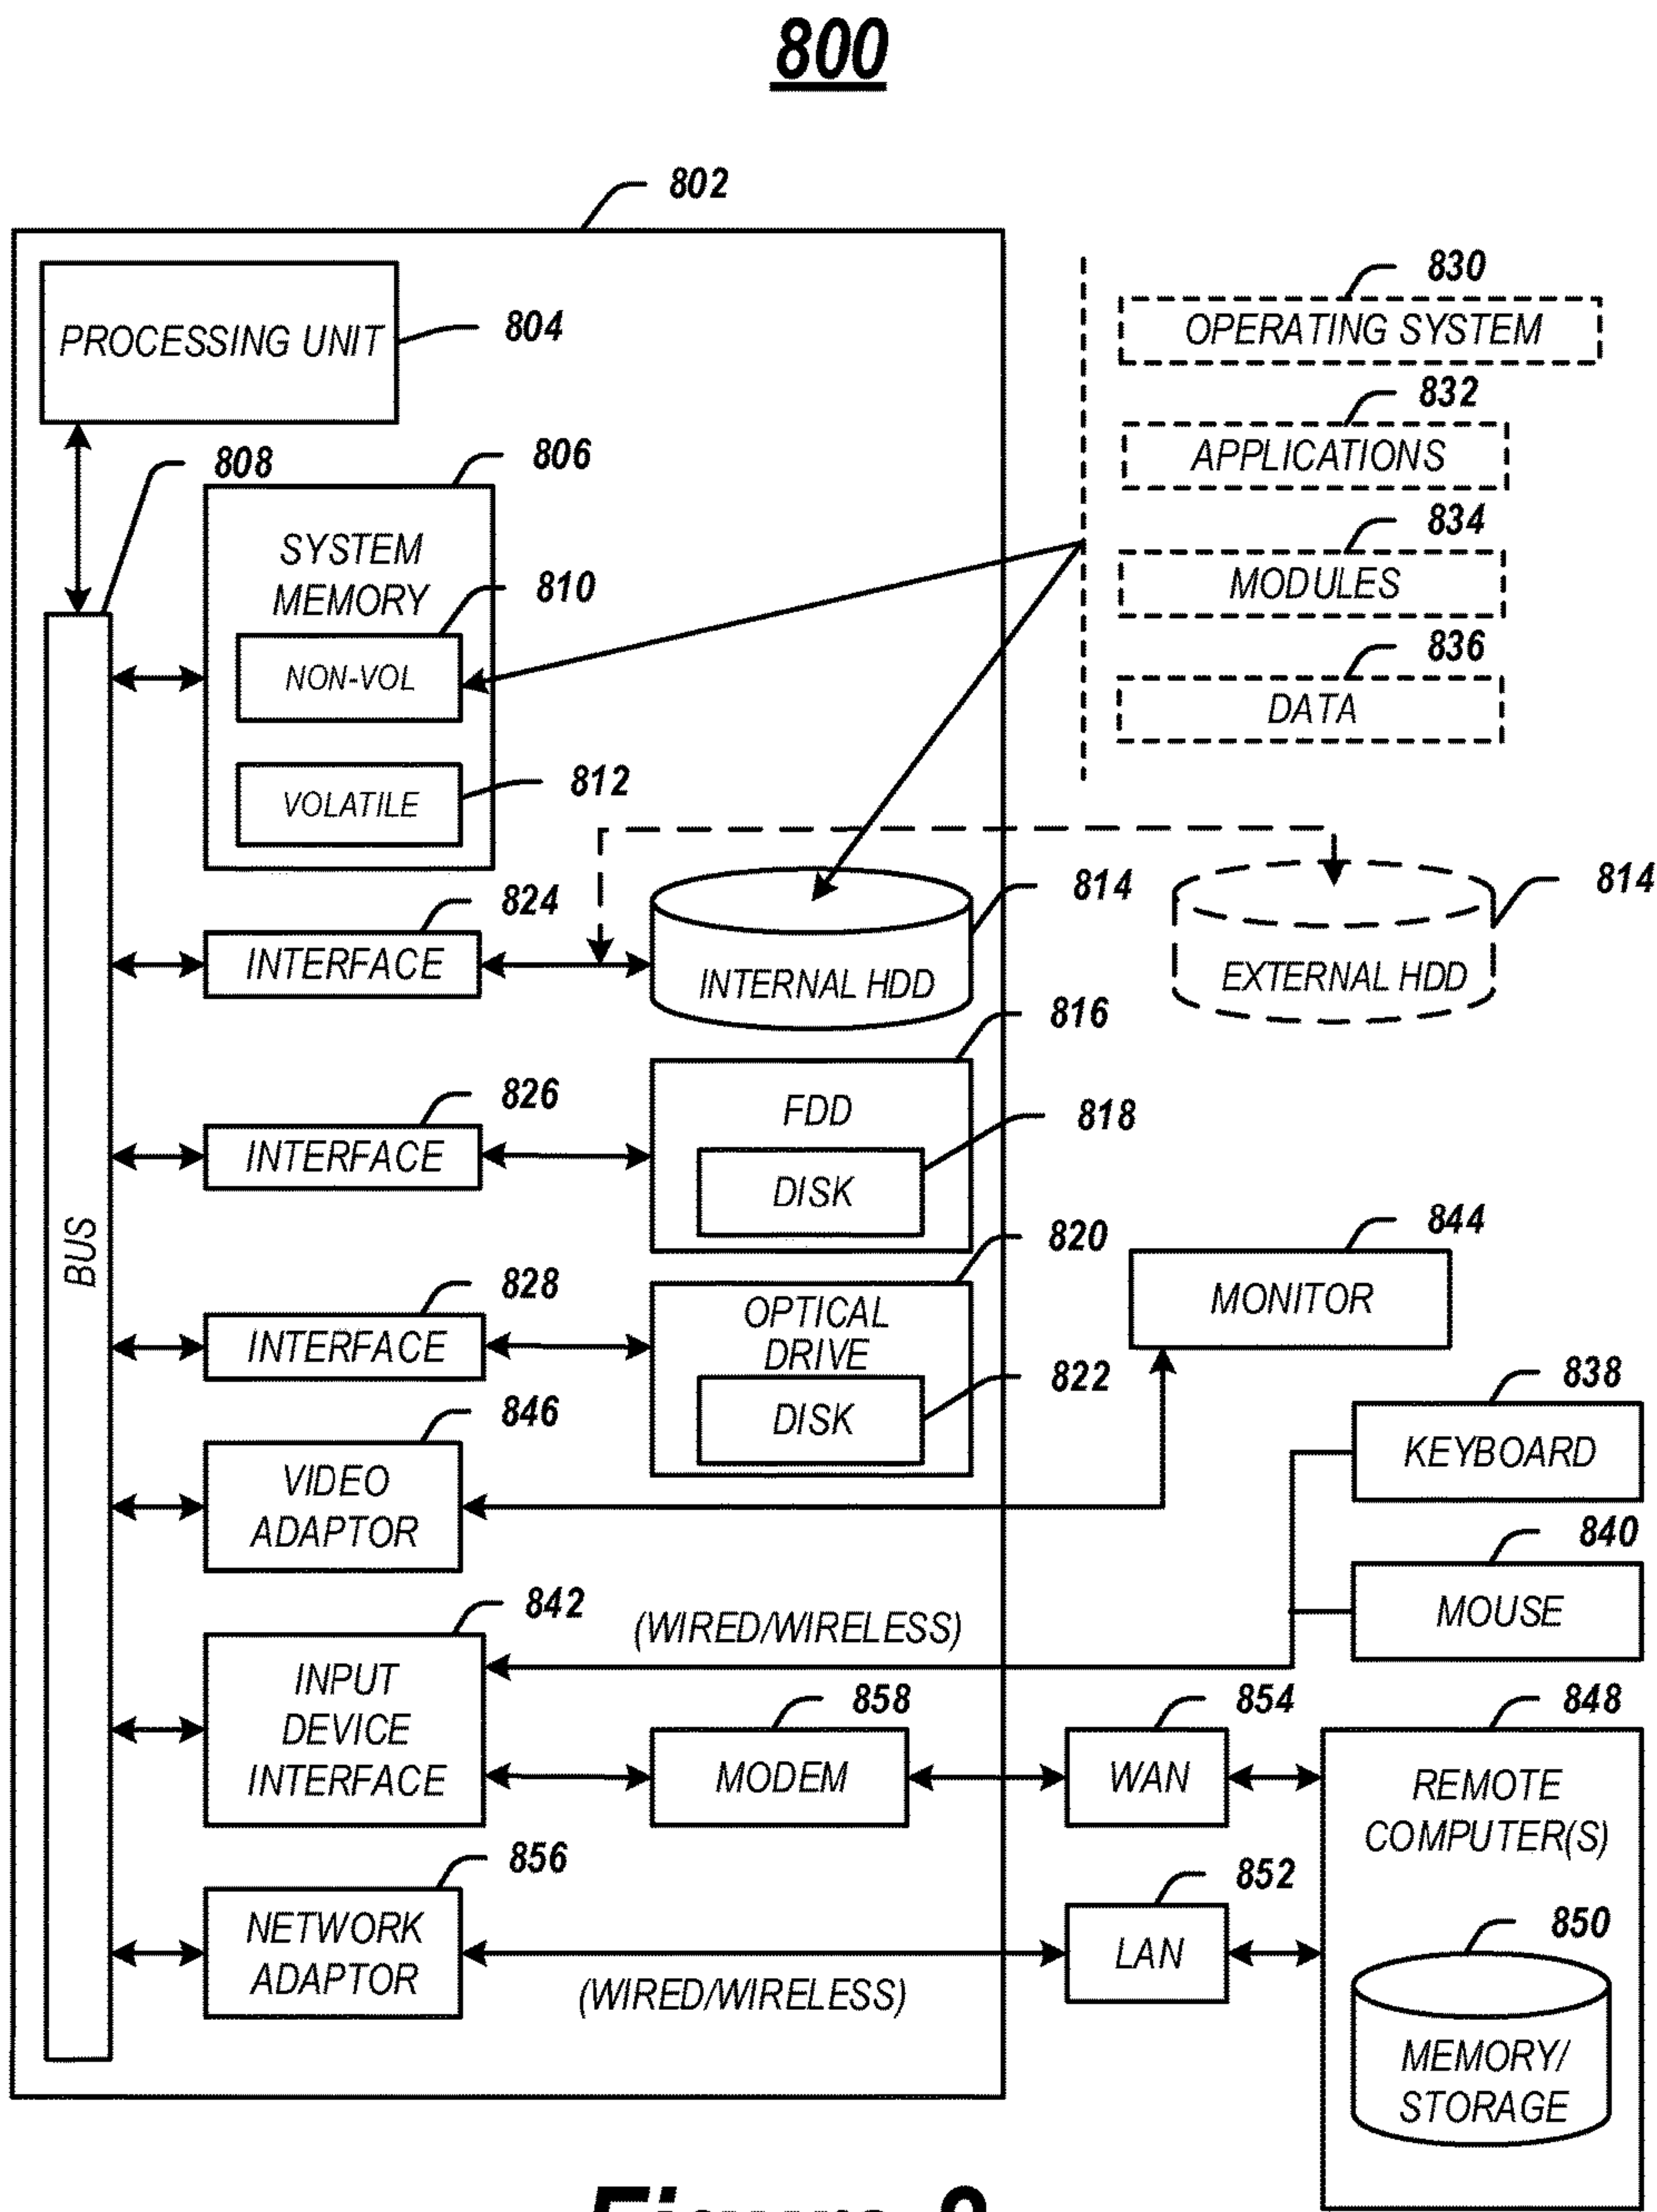 800
802
PROCESSING UNIT
804
830
OPERATING SYSTEM
832
APPLICATIONS
834
MODULES
836
DATA
808
806
SYSTEM
MEMORY
810
NON-VOL
812
VOLATILE
824
INTERFACE
814
INTERNAL HDD
814
EXTERNAL HDD
816
FDD
818
DISK
826
INTERFACE
BUS
820
OPTICAL
DRIVE
822
DISK
828
INTERFACE
844
MONITOR
846
VIDEO
ADAPTOR
838
KEYBOARD
840
MOUSE
842
INPUT
DEVICE
INTERFACE
(WIRED/WIRELESS)
858
MODEM
854
WAN
848
REMOTE
COMPUTER(S)
856
NETWORK
ADAPTOR
(WIRED/WIRELESS)
852
LAN
850
MEMORY/
STORAGE